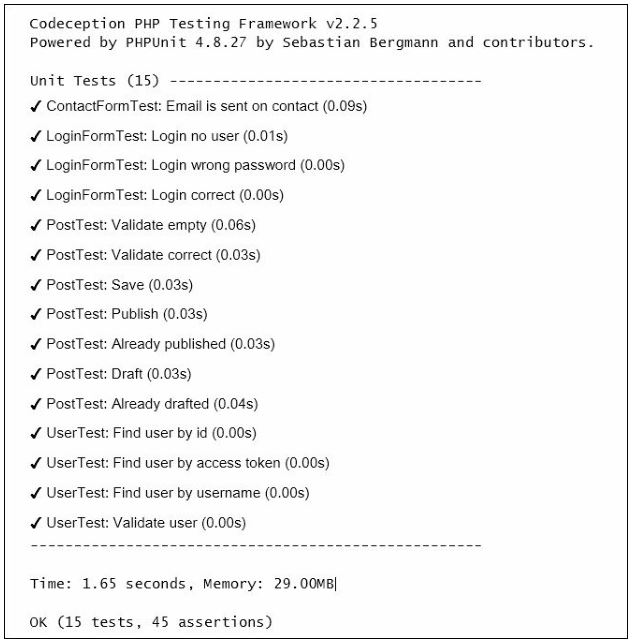 Codeception PHP Testing Framework v2.2.5
Powered by PHPUnit 4.8.27 by Sebastian Bergmann and contributors.
Unit Tests (15) ------------------------------------
✔ ContactFormTest: Email is sent on contact (0.09s)
✔ LoginFormTest: Login no user (0.01s)
✔ LoginFormTest: Login wrong password (0.00s)
✔ LoginFormTest: Login correct (0.00s)
✔ PostTest: Validate empty (0.06s)
✔ PostTest: Validate correct (0.03s)
✔ PostTest: Save (0.03s)
✔ PostTest: Publish (0.03s)
✔ PostTest: Already published (0.03s)
✔ PostTest: Draft (0.03s)
✔ PostTest: Already drafted (0.04s)
✔ UserTest: Find user by id (0.00s)
✔ UserTest: Find user by access token (0.00s)
✔ UserTest: Find user by username (0.00s)
✔ UserTest: Validate user (0.00s)
----------------------------------------------------
Time: 1.65 seconds, Memory: 29.00MB
OK (15 tests, 45 assertions)